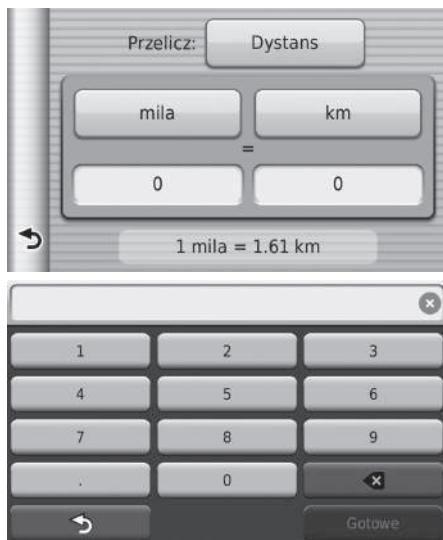 Przelicz: Dystans
mila km
=
0 0
1 mila = 1.61 km
1 2 3
4 5 6
7 8 9
. 0
Gotowe